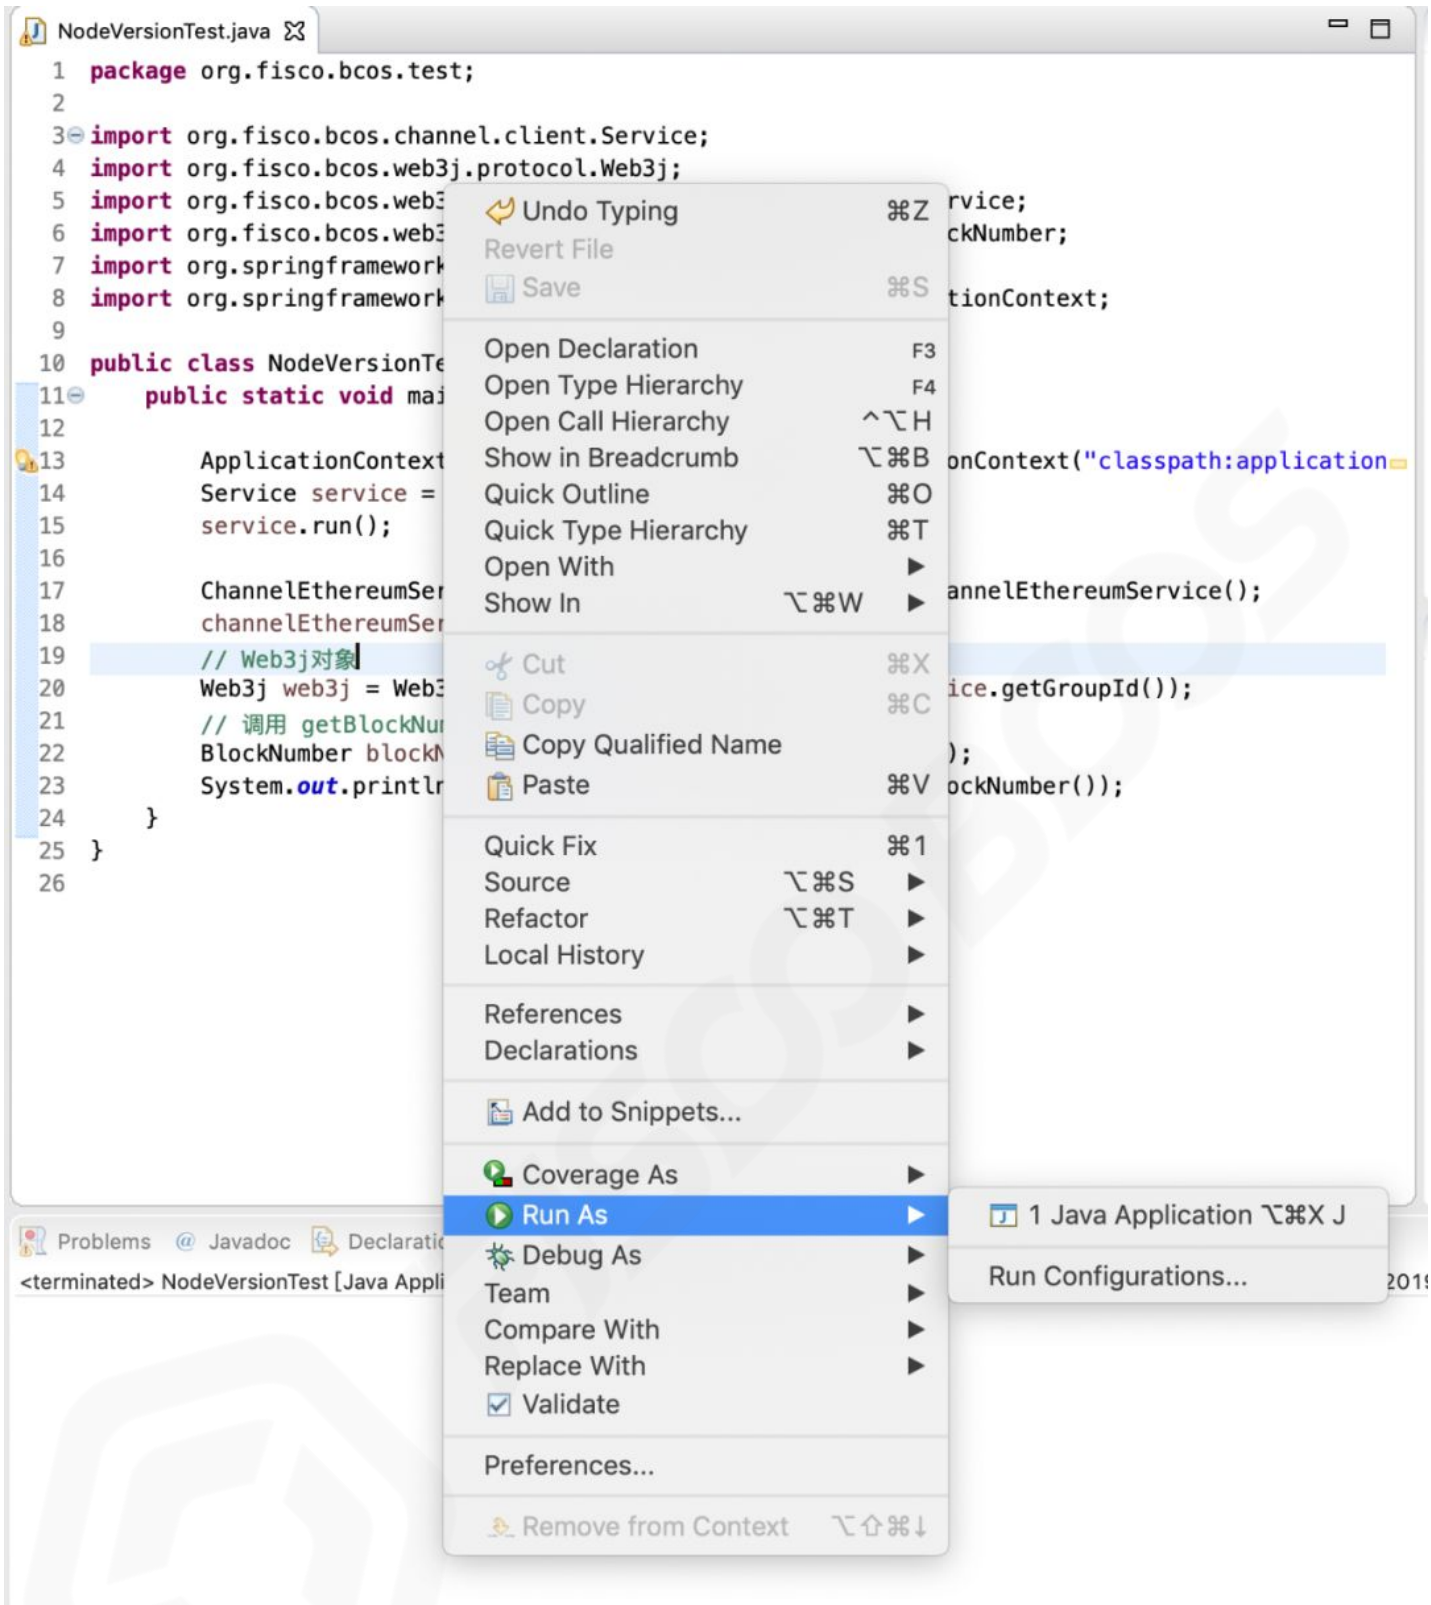 NodeVersionTest.java
1 package org.fisco.bcos.test;
2
3 import org.fisco.bcos.channel.client.Service;
4 import org.fisco.bcos.web3j.protocol.Web3j;
5 import org.fisco.bcos.web3 rvice;
6 import org.fisco.bcos.web3 ckNumber;
7 import org.springframework
8 import org.springframework tionContext;
9
10 public class NodeVersionTe
11 public static void mai
12
13 ApplicationContext onContext("classpath:application
14 Service service =
15 service.run();
16
17 ChannelEthereumSer annelEthereumService();
18 channelEthereumSer
19 // Web3j对象
20 Web3j web3j = Web3 ice.getGroupId());
21 // 调用 getBlockNum
22 BlockNumber blockN );
23 System.out.println ockNumber());
24 }
25 }
26
Undo Typing ⌘Z
Revert File
Save ⌘S
Open Declaration F3
Open Type Hierarchy F4
Open Call Hierarchy ^⌥H
Show in Breadcrumb ⌥⌘B
Quick Outline ⌘O
Quick Type Hierarchy ⌘T
Open With
Show In ⌥⌘W
Cut ⌘X
Copy ⌘C
Copy Qualified Name
Paste ⌘V
Quick Fix ⌘1
Source ⌥⌘S
Refactor ⌥⌘T
Local History
References
Declarations
Add to Snippets...
Coverage As
Run As
Debug As
Team
Compare With
Replace With
Validate
Preferences...
Remove from Context ⌥⇧⌘↓
1 Java Application ⌥⌘X J
Run Configurations...
Problems @ Javadoc Declaratio
<terminated> NodeVersionTest [Java Appli 2019
FISCO BCOS